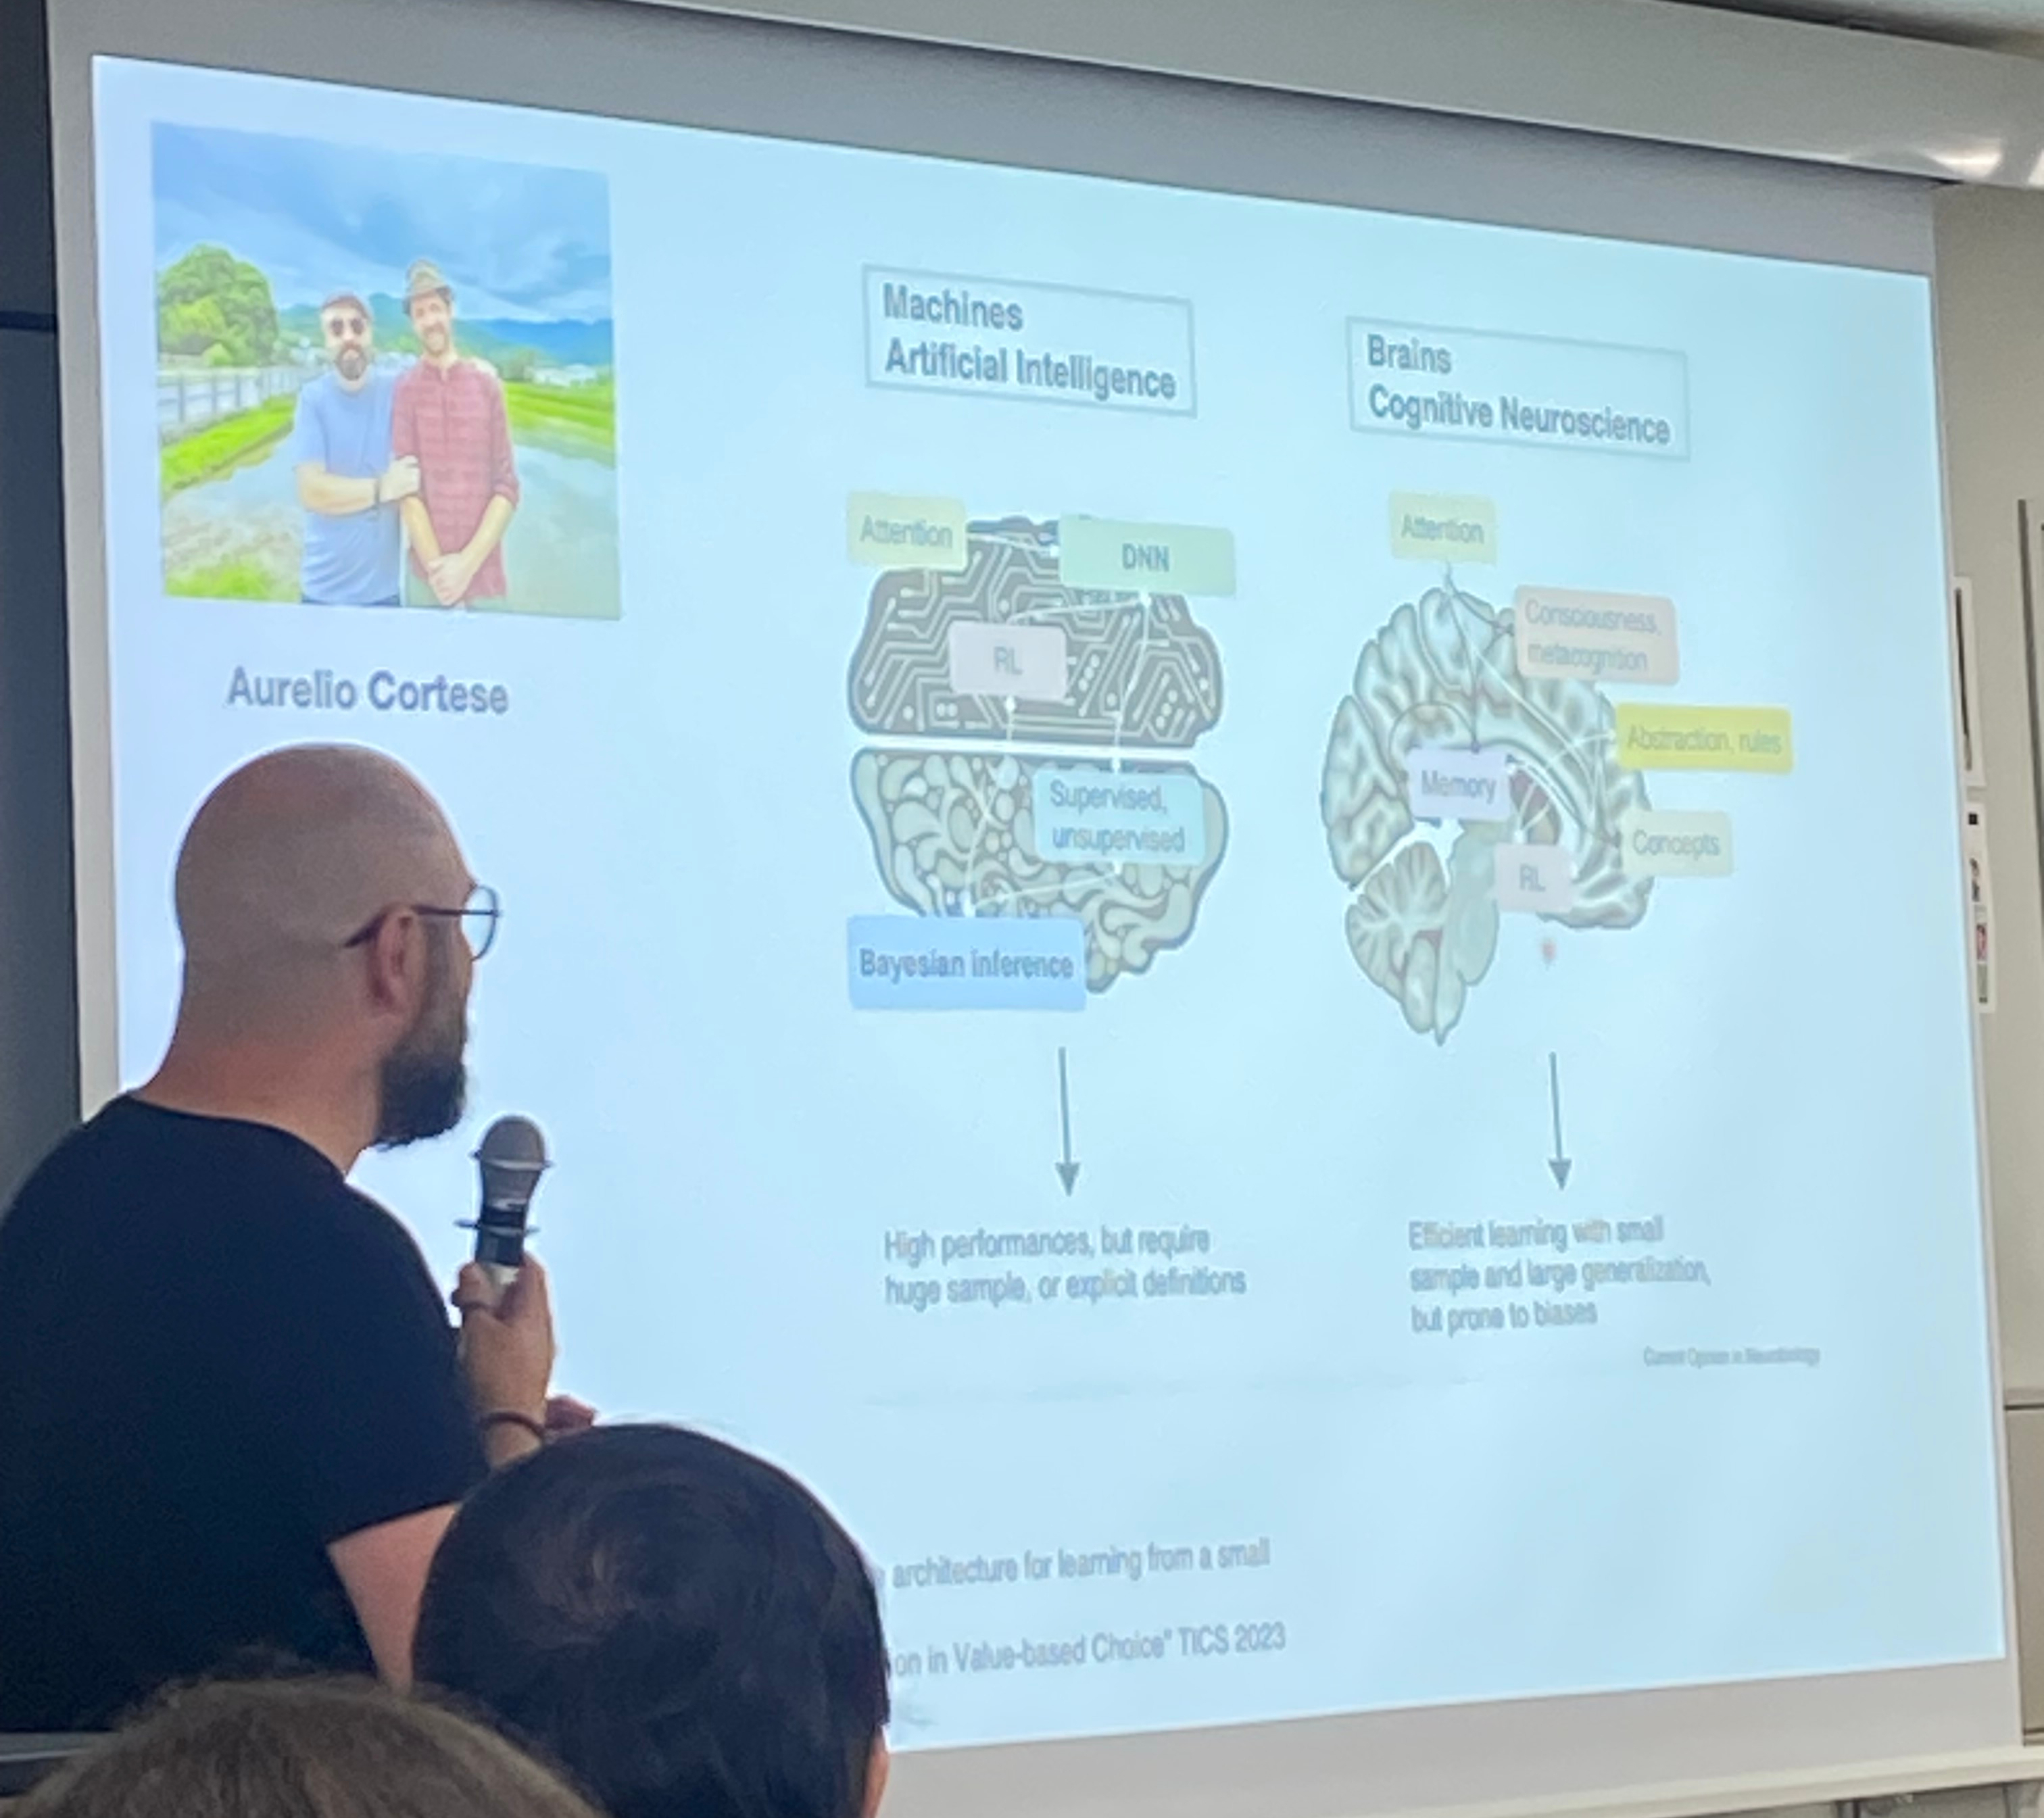 Aurelio Cortese
Machines
Artificial Intelligence
Attention
DNN
RL
Supervised,
unsupervised
Bayesian inference
High performances, but require
huge sample, or explicit definitions
Brains
Cognitive Neuroscience
Attention
Consciousness,
metacognition
Abstraction, rules
Memory
Concepts
RL
Efficient learning with small
sample and large generalization,
but prone to biases
Current Opinion in Neurobiology
architecture for learning from a small
on in Value-based Choice" TICS 2023